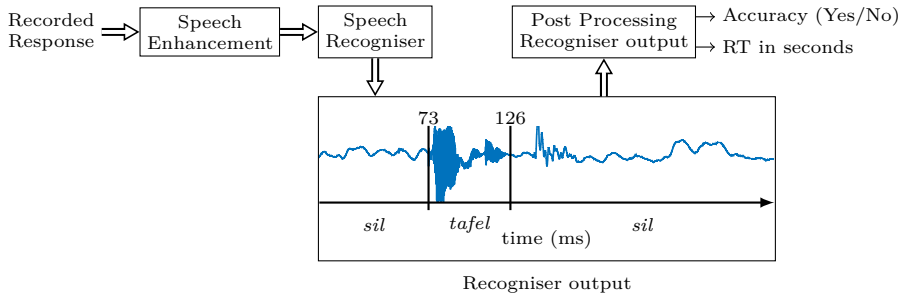 Recorded
Response
Speech
Enhancement
Speech
Recogniser
Post Processing
Recogniser output
Accuracy (Yes/No)
RT in seconds
73
126
sil
tafel
sil
time (ms)
Recogniser output